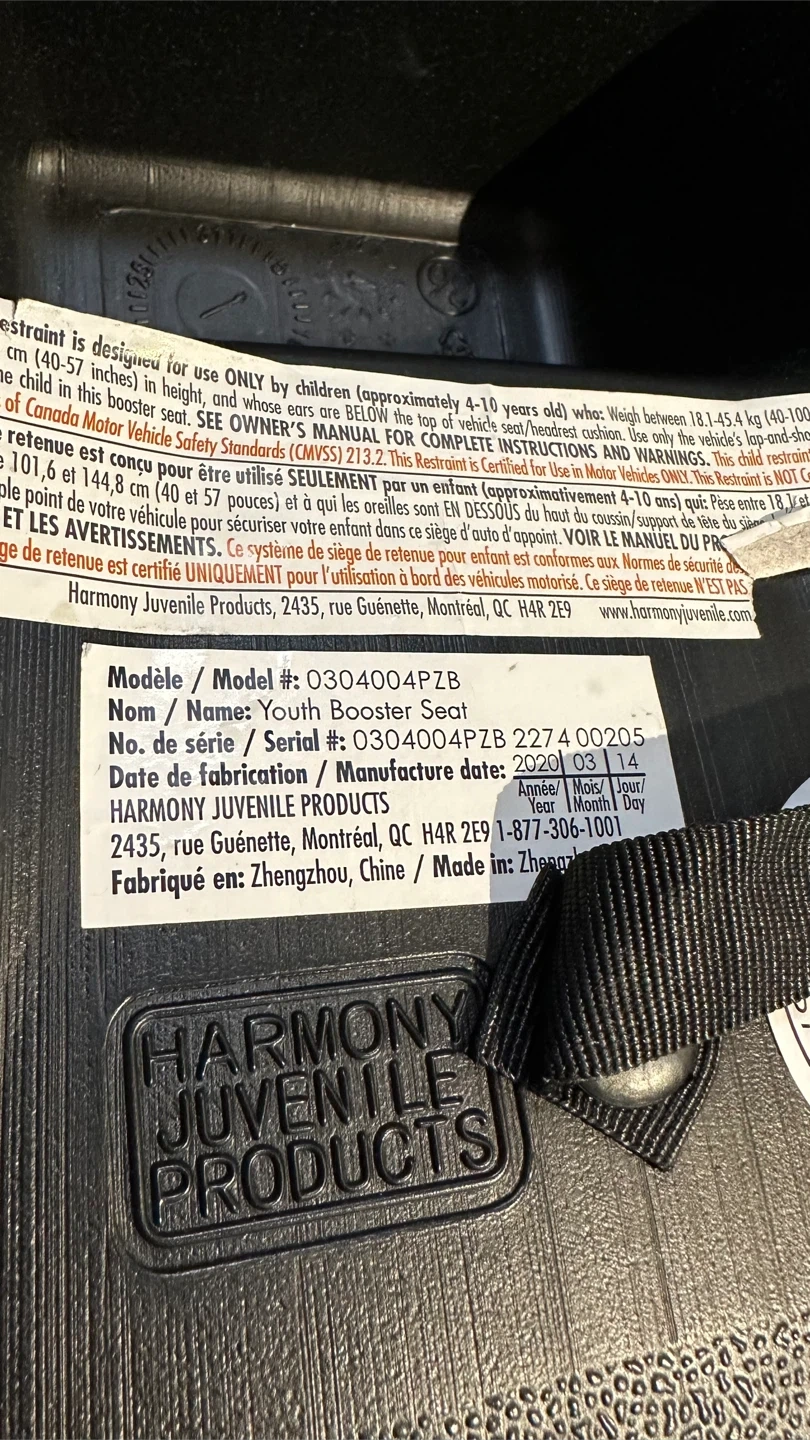 estraint is designed for use ONLY by children (approximately 4-10 years old) who: Weigh between 18.1-45.4 kg (40-100
cm (40-57 inches) in height, and whose ears are BELOW the top of vehicle seat/headrest cushion. Use only the vehicle's lap-and-sho
he child in this booster seat. SEE OWNER'S MANUAL FOR COMPLETE INSTRUCTIONS AND WARNINGS. This child restraint
of Canada Motor Vehicle Safety Standards (CMVSS) 213.2. This Restraint is Certified for Use in Motor Vehicles ONLY. This Restraint is NOT C
retenue est conçu pour être utilisé SEULEMENT par un enfant (approximativement 4-10 ans) qui: Pèse entre 18,1
101,6 et 144,8 cm (40 et 57 pouces) et à qui les oreilles sont EN DESSOUS du haut du coussin/support de tête du
ple point de votre véhicule pour sécuriser votre enfant dans ce siège d'auto d'appoint. VOIR LE MANUEL DU PR
ET LES AVERTISSEMENTS. Ce système de siège de retenue pour enfant est conformes aux Normes de sécurité
ge de retenue est certifié UNIQUEMENT pour l'utilisation à bord des véhicules motorisé. Ce siège de retenue N'EST PAS
Harmony Juvenile Products, 2435, rue Guénette, Montréal, QC H4R 2E9 www.harmonyjuvenile.com
Modèle / Model #: 0304004PZB
Nom / Name: Youth Booster Seat
No. de série / Serial #: 0304004PZB 2274 00205
Date de fabrication / Manufacture date: 2020 03 14
Année/ Mois/ Jour/
Year Month Day
HARMONY JUVENILE PRODUCTS
2435, rue Guénette, Montréal, QC H4R 2E9 1-877-306-1001
Fabriqué en: Zhengzhou, Chine / Made in: Zhengz
HARMONY
JUVENILE
PRODUCTS